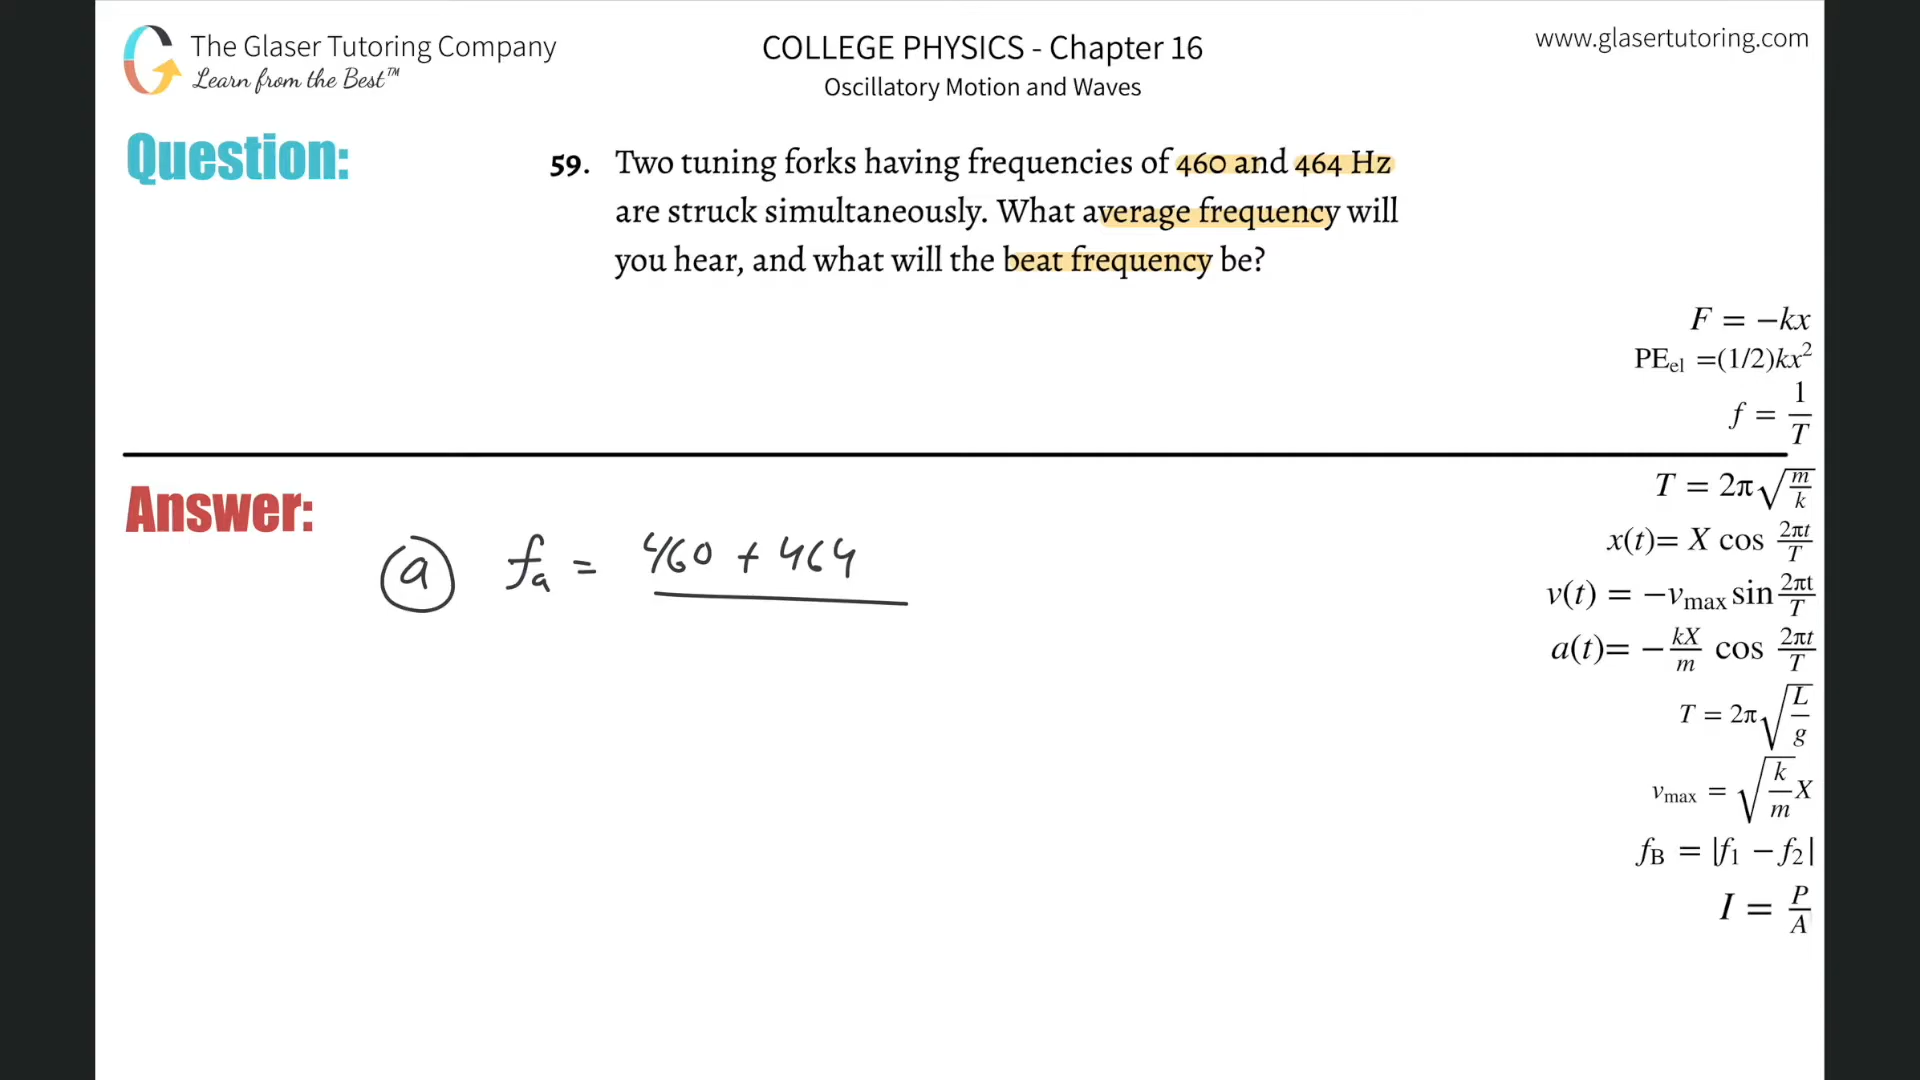 The Glaser Tutoring Company
Learn from the Best™
COLLEGE PHYSICS - Chapter 16
Oscillatory Motion and Waves
www.glasertutoring.com
Question:
59. Two tuning forks having frequencies of 460 and 464 Hz
are struck simultaneously. What average frequency will
you hear, and what will the beat frequency be?
F = −kx
PEel =(1/2)kx²
f = 1/T
Answer:
(a) fa = 460 + 464
T = 2π√(m/k)
x(t)= X cos 2πt/T
v(t) = −vmax sin 2πt/T
a(t)= − kX/m cos 2πt/T
T = 2π√(L/g)
vmax = √(k/m) X
fB = |f1 − f2|
I = P/A